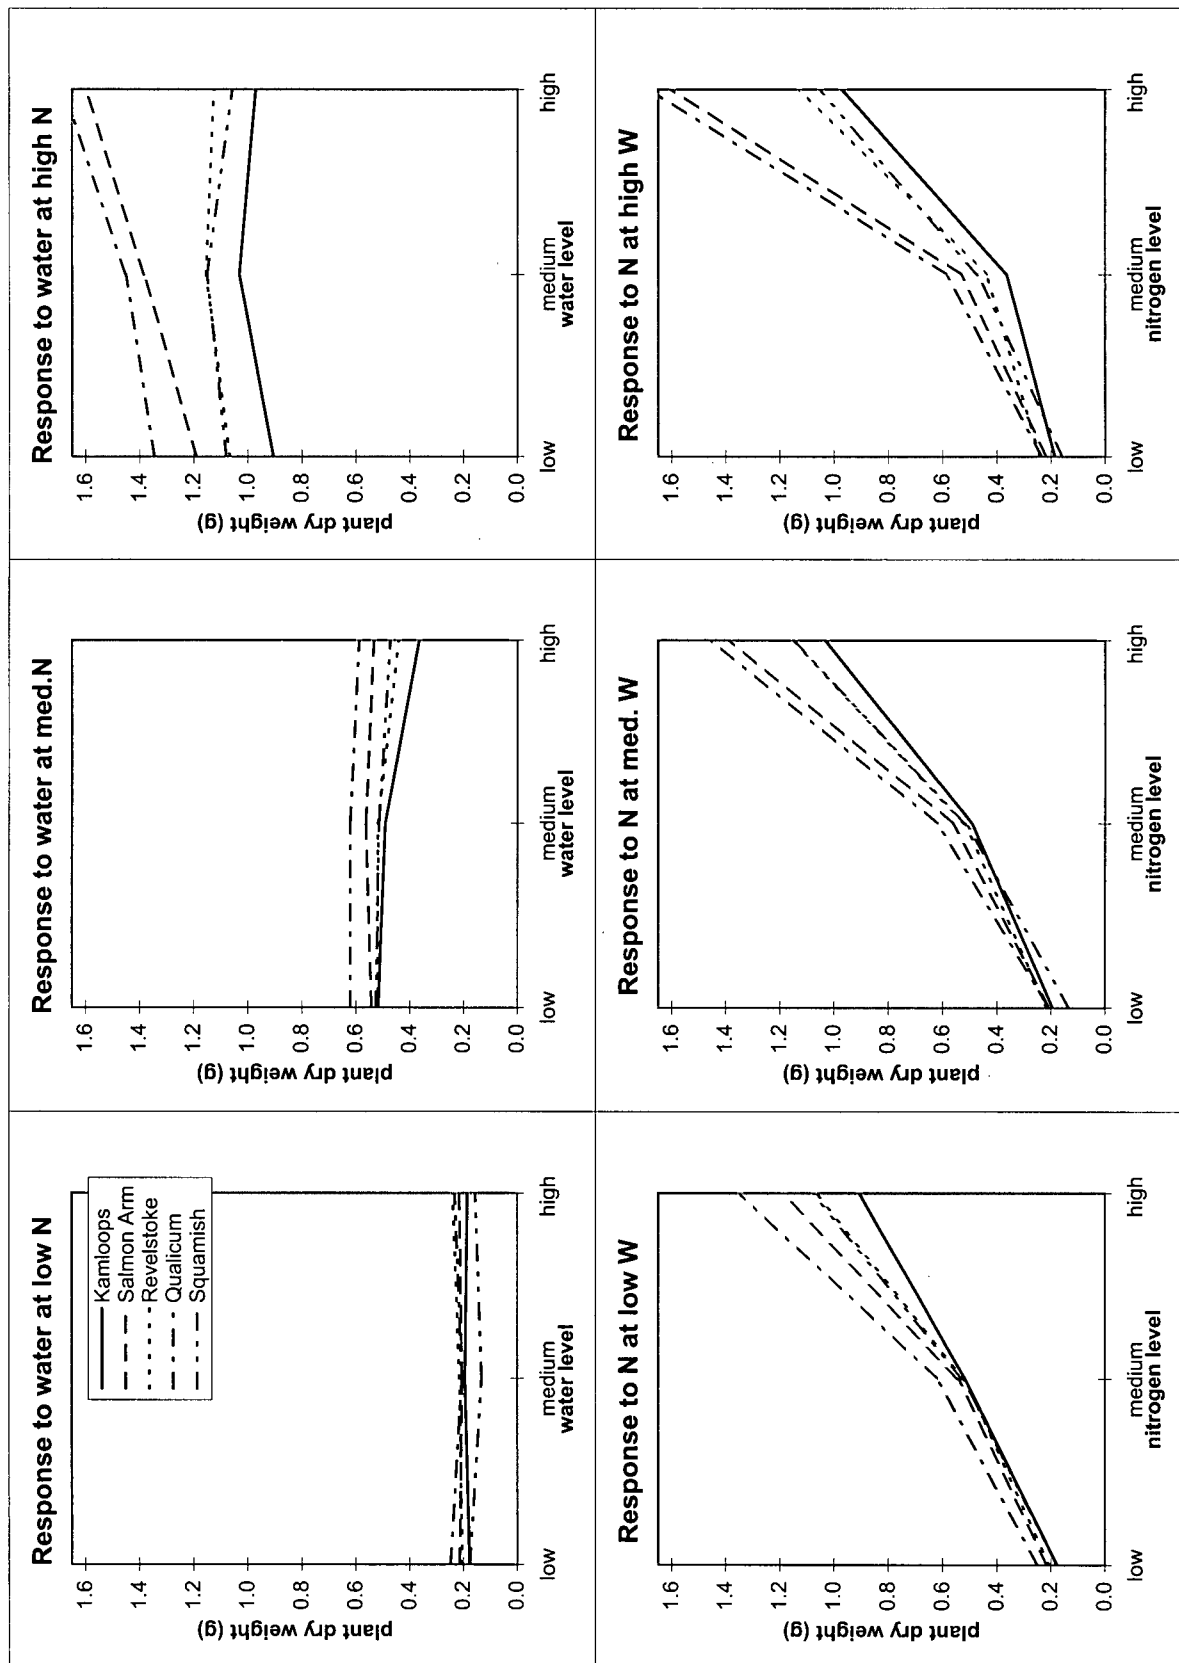 Response to water at low N
plant dry weight (g)
1.6
1.4
1.2
1.0
0.8
0.6
0.4
0.2
0.0
Kamloops
Salmon Arm
Revelstoke
Qualicum
Squamish
low
medium
high
water level
Response to water at med.N
plant dry weight (g)
1.6
1.4
1.2
1.0
0.8
0.6
0.4
0.2
0.0
low
medium
high
water level
Response to water at high N
plant dry weight (g)
1.6
1.4
1.2
1.0
0.8
0.6
0.4
0.2
0.0
low
medium
high
water level
Response to N at low W
plant dry weight (g)
1.6
1.4
1.2
1.0
0.8
0.6
0.4
0.2
0.0
low
medium
high
nitrogen level
Response to N at med. W
plant dry weight (g)
1.6
1.4
1.2
1.0
0.8
0.6
0.4
0.2
0.0
low
medium
high
nitrogen level
Response to N at high W
plant dry weight (g)
1.6
1.4
1.2
1.0
0.8
0.6
0.4
0.2
0.0
low
medium
high
nitrogen level